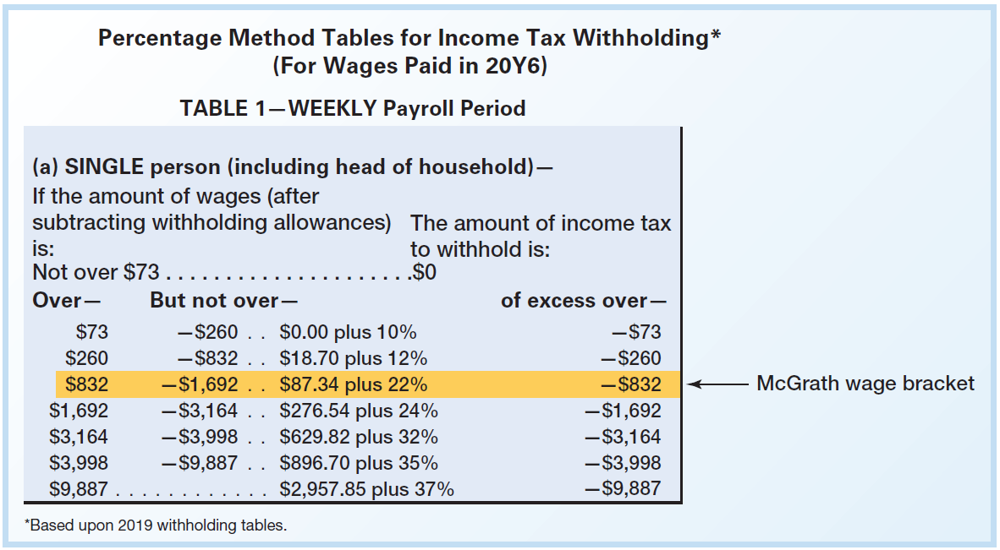 Percentage Method Tables for Income Tax Withholding*
(For Wages Paid in 20Y6)
TABLE 1—WEEKLY Payroll Period
(a) SINGLE person (including head of household)—
If the amount of wages (after
subtracting withholding allowances) The amount of income tax
is: to withhold is:
Not over $73 . . . . . . . . . . . . . . . . . . . . .$0
Over— But not over— of excess over—
$73 —$260 . . $0.00 plus 10% —$73
$260 —$832 . . $18.70 plus 12% —$260
$832 —$1,692 . . $87.34 plus 22% —$832 McGrath wage bracket
$1,692 —$3,164 . . $276.54 plus 24% —$1,692
$3,164 —$3,998 . . $629.82 plus 32% —$3,164
$3,998 —$9,887 . . $896.70 plus 35% —$3,998
$9,887 . . . . . . . . . . . . $2,957.85 plus 37% —$9,887
*Based upon 2019 withholding tables.